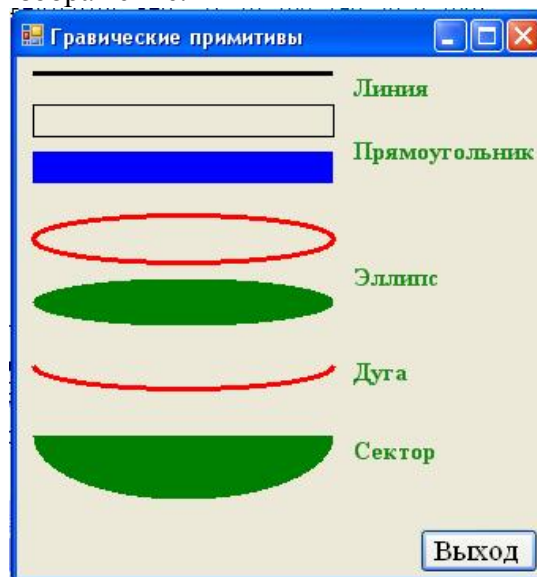 Гравические примитивы
Линия
Прямоугольник
Эллипс
Дуга
Сектор
Выход